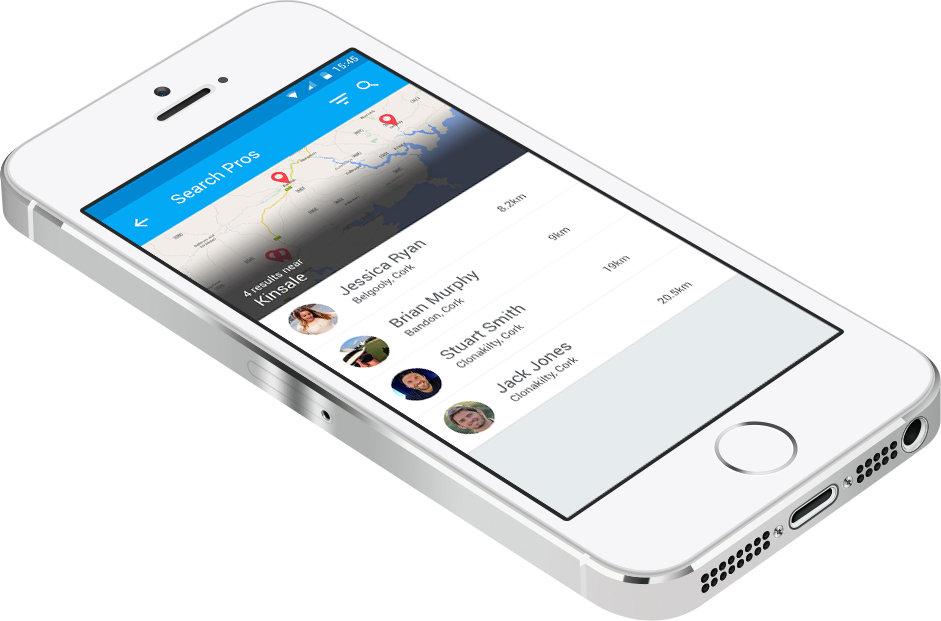 15:45
Search Pros
4 results near
Kinsale
Jessica Ryan
8.2km
Belgooly, Cork
Brian Murphy
9km
Bandon, Cork
Stuart Smith
19km
Clonakilty, Cork
Jack Jones
20.5km
Clonakilty, Cork